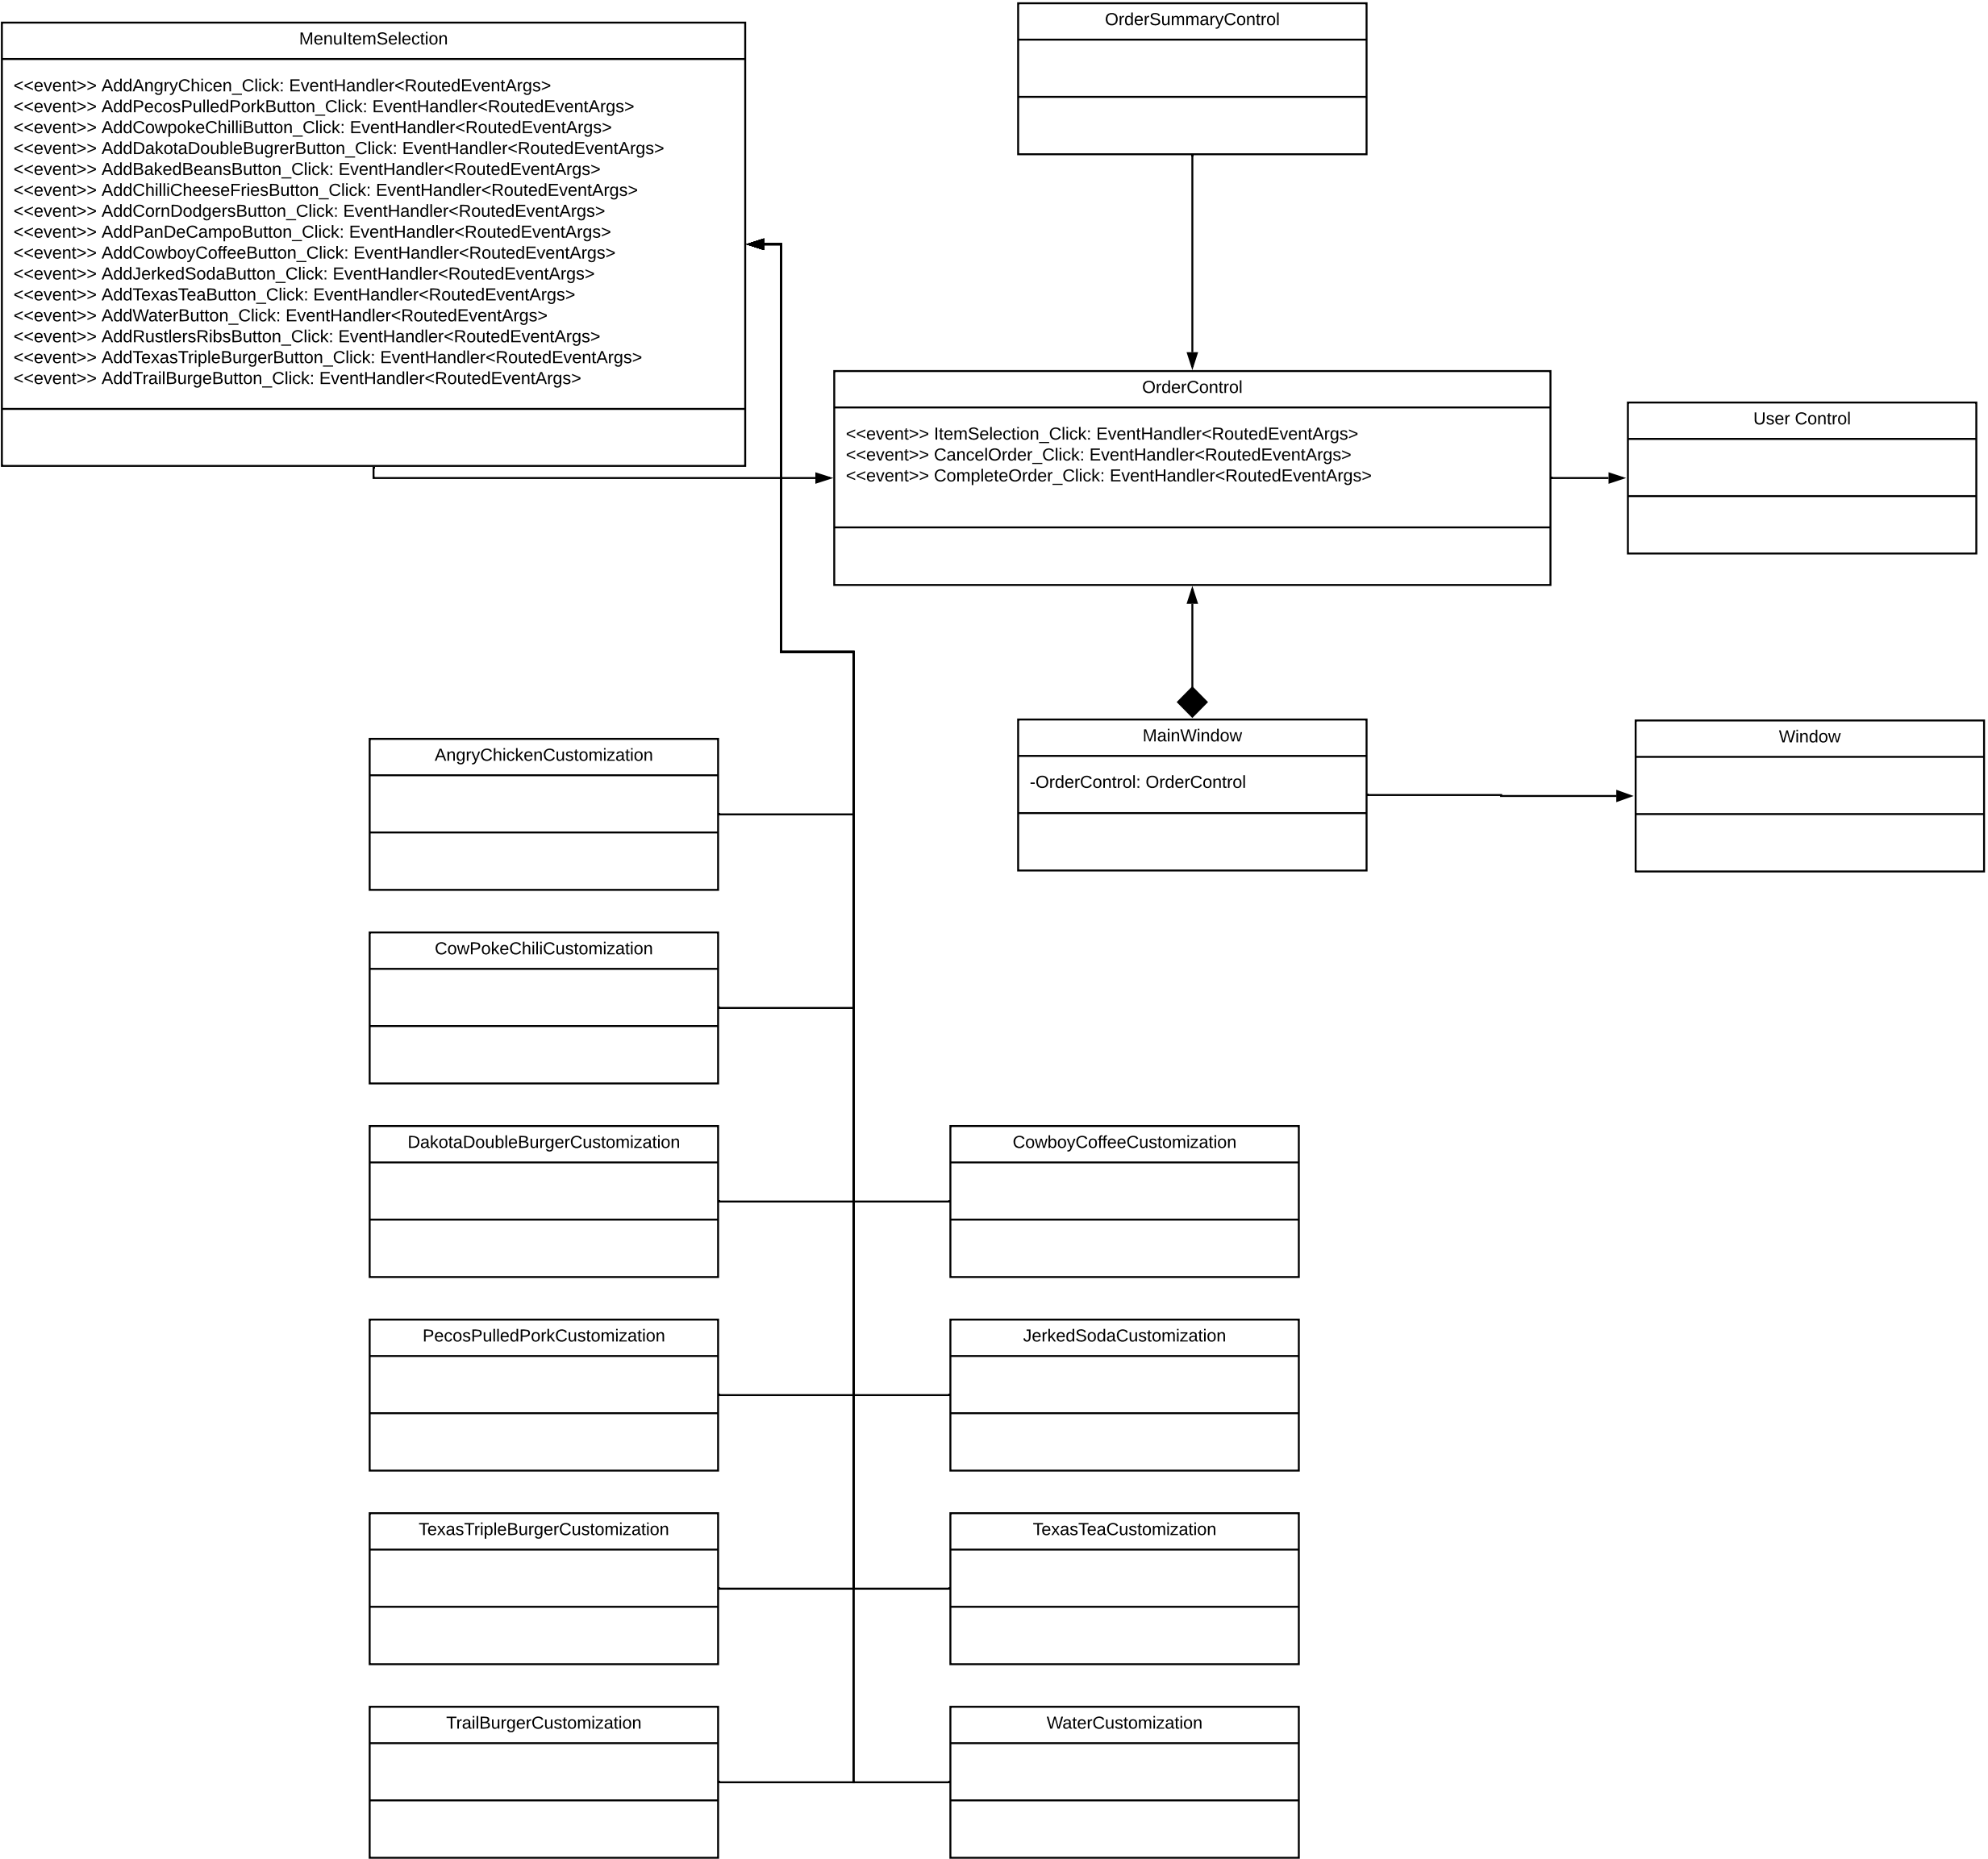 MenuItemSelection
<<event>> AddAngryChicen_Click: EventHandler<RoutedEventArgs>
<<event>> AddPecosPulledPorkButton_Click: EventHandler<RoutedEventArgs>
<<event>> AddCowpokeChilliButton_Click: EventHandler<RoutedEventArgs>
<<event>> AddDakotaDoubleBugrerButton_Click: EventHandler<RoutedEventArgs>
<<event>> AddBakedBeansButton_Click: EventHandler<RoutedEventArgs>
<<event>> AddChilliCheeseFriesButton_Click: EventHandler<RoutedEventArgs>
<<event>> AddCornDodgersButton_Click: EventHandler<RoutedEventArgs>
<<event>> AddPanDeCampoButton_Click: EventHandler<RoutedEventArgs>
<<event>> AddCowboyCoffeeButton_Click: EventHandler<RoutedEventArgs>
<<event>> AddJerkedSodaButton_Click: EventHandler<RoutedEventArgs>
<<event>> AddTexasTeaButton_Click: EventHandler<RoutedEventArgs>
<<event>> AddWaterButton_Click: EventHandler<RoutedEventArgs>
<<event>> AddRustlersRibsButton_Click: EventHandler<RoutedEventArgs>
<<event>> AddTexasTripleBurgerButton_Click: EventHandler<RoutedEventArgs>
<<event>> AddTrailBurgeButton_Click: EventHandler<RoutedEventArgs>
OrderSummaryControl
OrderControl
<<event>> ItemSelection_Click: EventHandler<RoutedEventArgs>
<<event>> CancelOrder_Click: EventHandler<RoutedEventArgs>
<<event>> CompleteOrder_Click: EventHandler<RoutedEventArgs>
User Control
MainWindow
-OrderControl: OrderControl
Window
AngryChickenCustomization
CowPokeChiliCustomization
DakotaDoubleBurgerCustomization
CowboyCoffeeCustomization
PecosPulledPorkCustomization
JerkedSodaCustomization
TexasTripleBurgerCustomization
TexasTeaCustomization
TrailBurgerCustomization
WaterCustomization